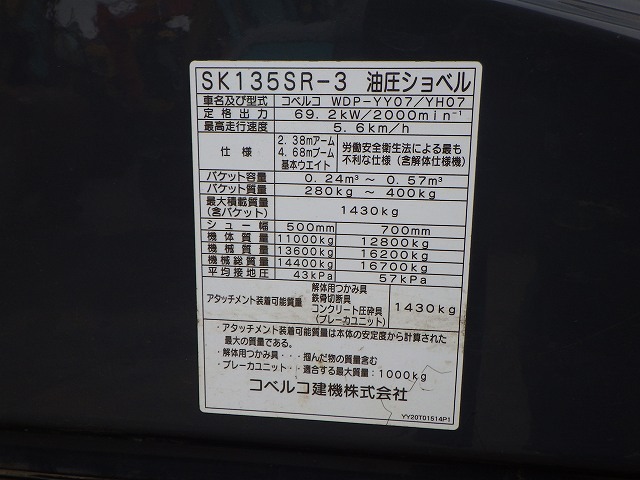 SK135SR-3 油圧ショベル
車名及び型式 コベルコ WDP-YY07/YH07
定格出力 69.2kW/2000min⁻¹
最高走行速度 5.6km/h
仕様 2.38mアーム 4.68mブーム 基本ウエイト 労働安全衛生法による最も不利な仕様(含解体仕様機)
バケット容量 0.24m³ ～ 0.57m³
バケット質量 280kg ～ 400kg
最大積載質量(含バケット) 1430kg
シュー幅 500mm 700mm
機体質量 11000kg 12800kg
機械質量 13600kg 16200kg
機械総質量 14400kg 16700kg
平均接地圧 43kPa 57kPa
アタッチメント装着可能質量 解体用つかみ具 鉄骨切断具 コンクリート圧砕具 (ブレーカユニット) 1430kg
・アタッチメント装着可能質量は本体の安定度から計算された
最大の質量である。
・解体用つかみ具・・・掴んだ物の質量含む
・ブレーカユニット・・・適合する最大質量：1000kg
コベルコ建機株式会社
YY20T01514P1